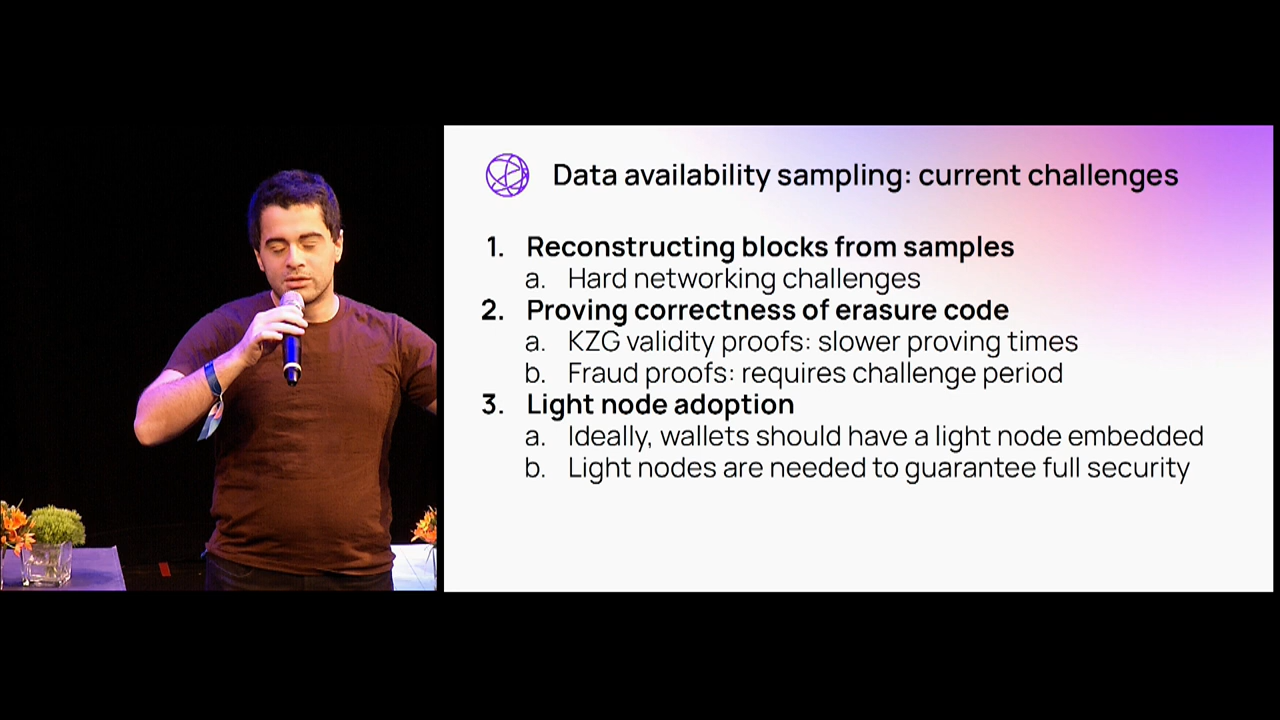 Data availability sampling: current challenges
1. Reconstructing blocks from samples
a. Hard networking challenges
2. Proving correctness of erasure code
a. KZG validity proofs: slower proving times
b. Fraud proofs: requires challenge period
3. Light node adoption
a. Ideally, wallets should have a light node embedded
b. Light nodes are needed to guarantee full security